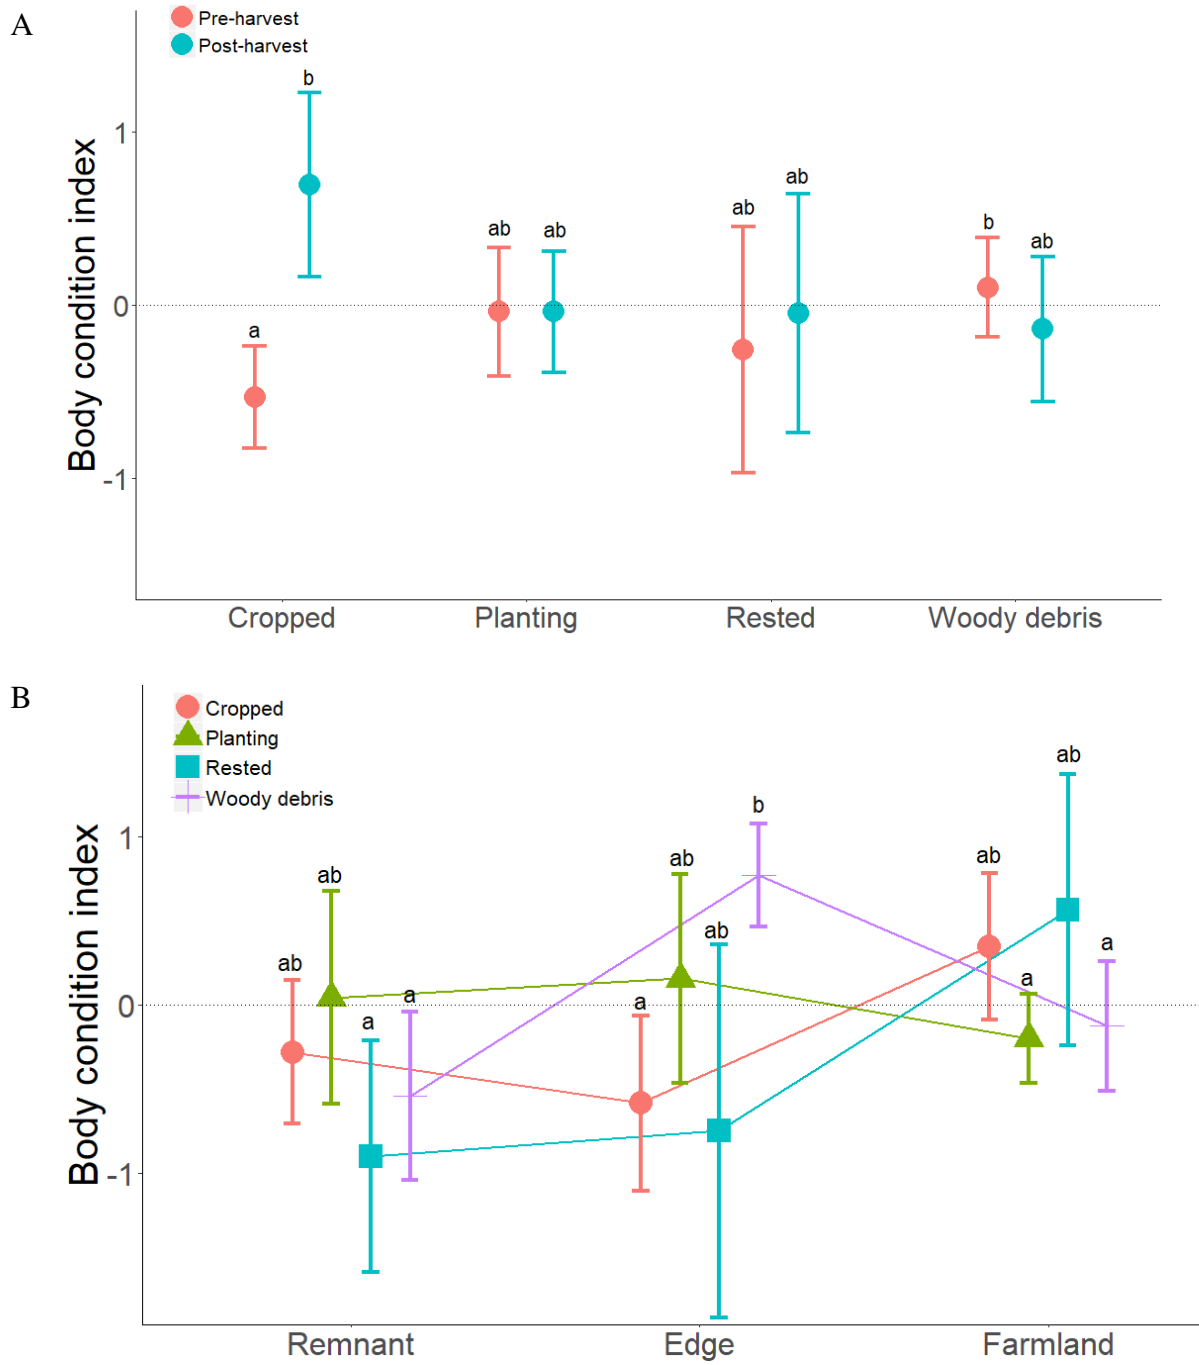 A
Pre-harvest
Post-harvest
Body condition index
1
0
-1
a
b
ab
ab
ab
ab
b
ab
Cropped
Planting
Rested
Woody debris
B
Cropped
Planting
Rested
Woody debris
Body condition index
1
0
-1
ab
ab
a
a
a
ab
ab
b
ab
a
ab
a
Remnant
Edge
Farmland